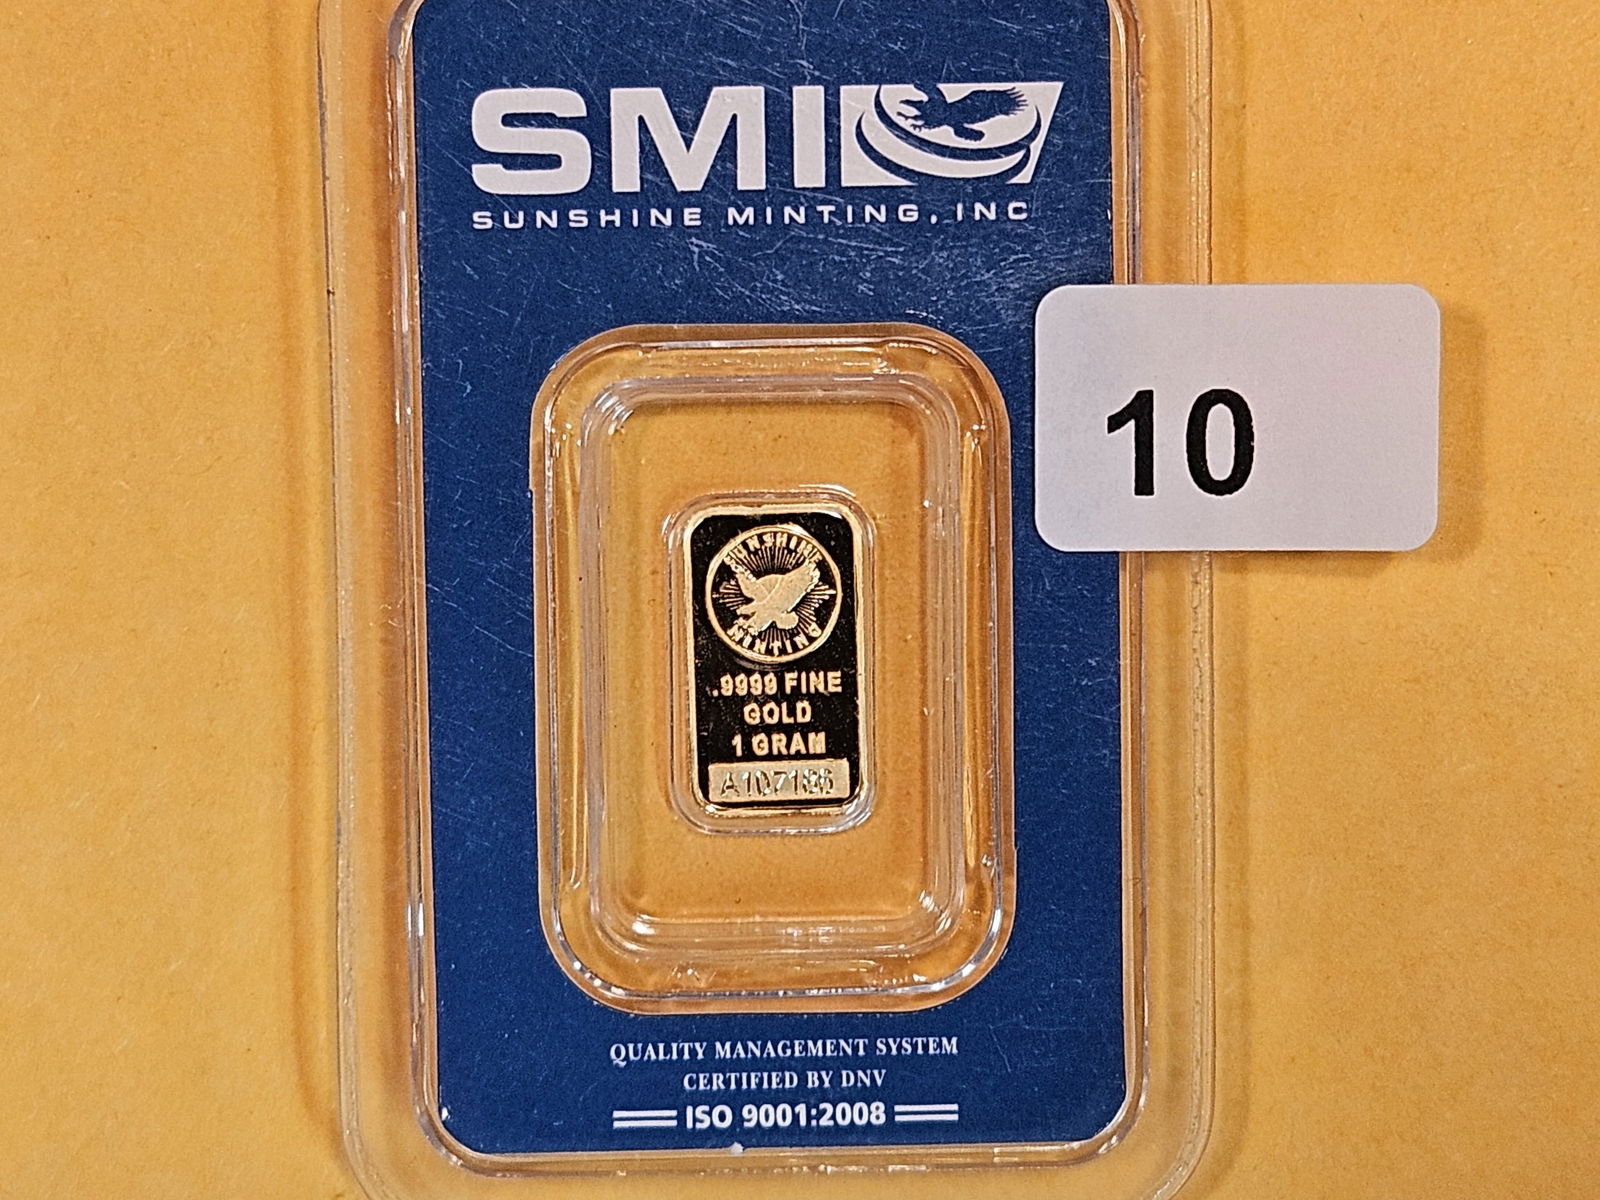 SMI
SUNSHINE MINTING, INC
10
SUNSHINE
MINTING
.9999 FINE
GOLD
1 GRAM
A107186
QUALITY MANAGEMENT SYSTEM
CERTIFIED BY DNV
ISO 9001:2008